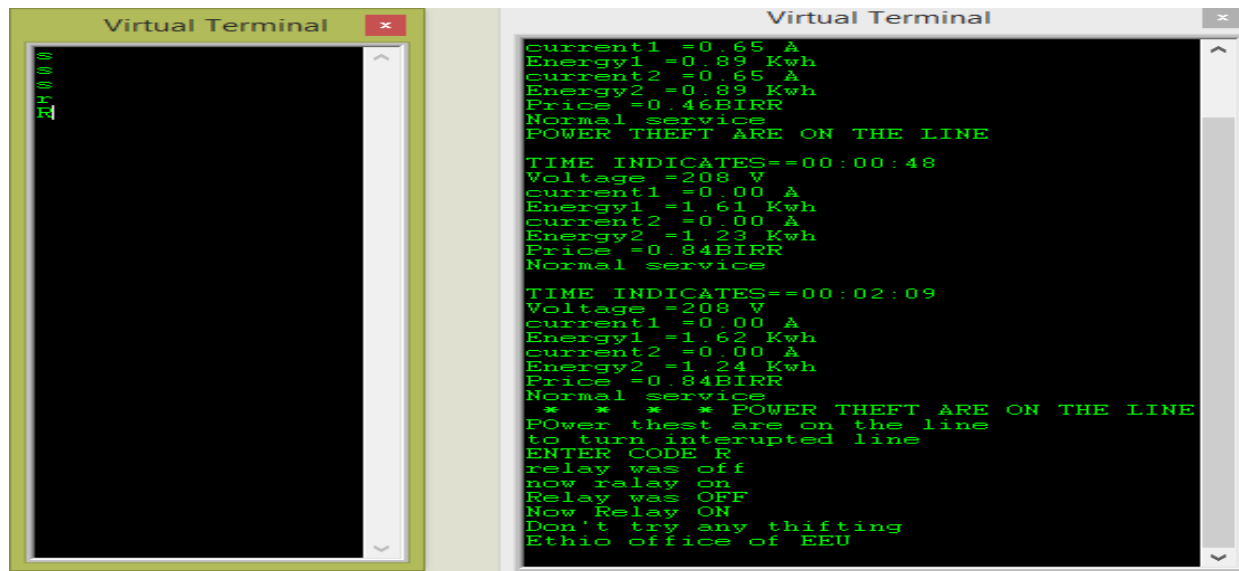 Virtual Terminal
s
s
s
r
R
Virtual Terminal
current1 =0.65 A
Energy1 =0.89 Kwh
current2 =0.65 A
Energy2 =0.89 Kwh
Price =0.46BIRR
Normal service
POWER THEFT ARE ON THE LINE
TIME INDICATES==00:00:48
Voltage =208 V
current1 =0.00 A
Energy1 =1.61 Kwh
current2 =0.00 A
Energy2 =1.23 Kwh
Price =0.84BIRR
Normal service
TIME INDICATES==00:02:09
Voltage =208 V
current1 =0.00 A
Energy1 =1.62 Kwh
current2 =0.00 A
Energy2 =1.24 Kwh
Price =0.84BIRR
Normal service
* * * * POWER THEFT ARE ON THE LINE
POwer thest are on the line
to turn interupted line
ENTER CODE R
relay was off
now ralay on
Relay was OFF
Now Relay ON
Don't try any thifting
Ethio office of EEU